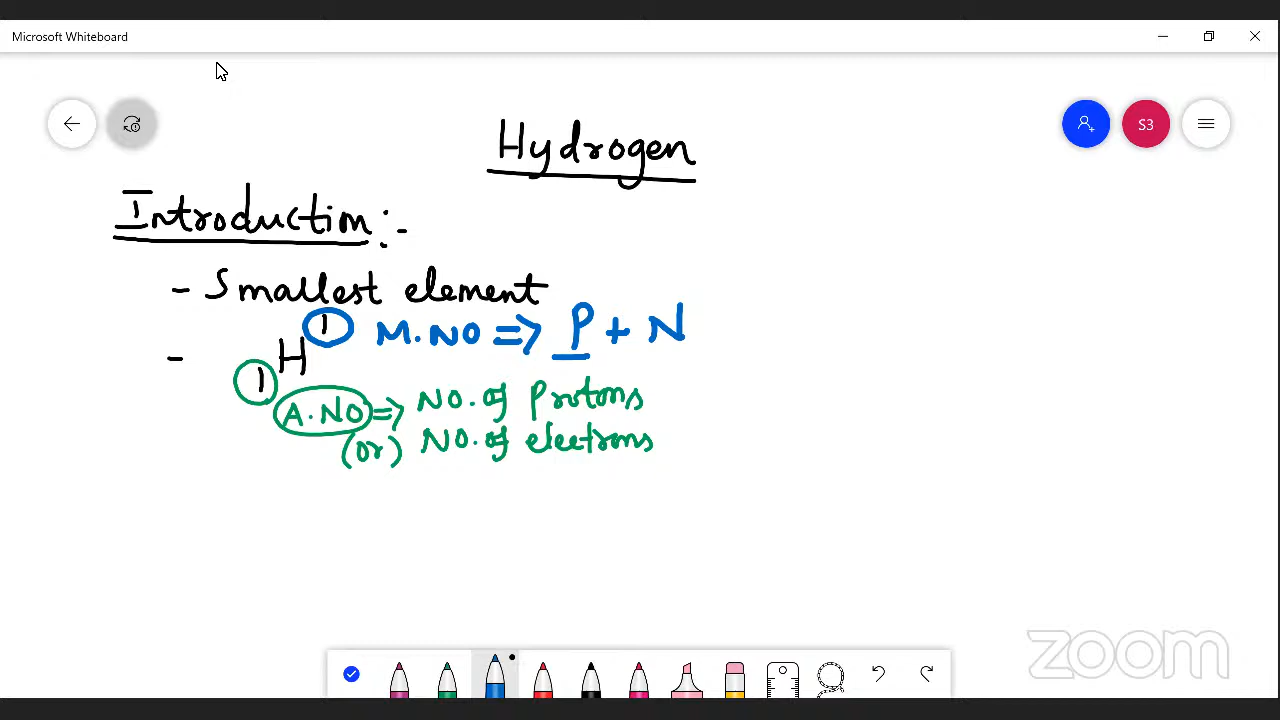 Microsoft Whiteboard
S3
Hydrogen
Introduction:-
- Smallest element
1 M.NO => P + N
- H
1
A.NO => NO. of Protons
(or) NO. of electrons
zoom